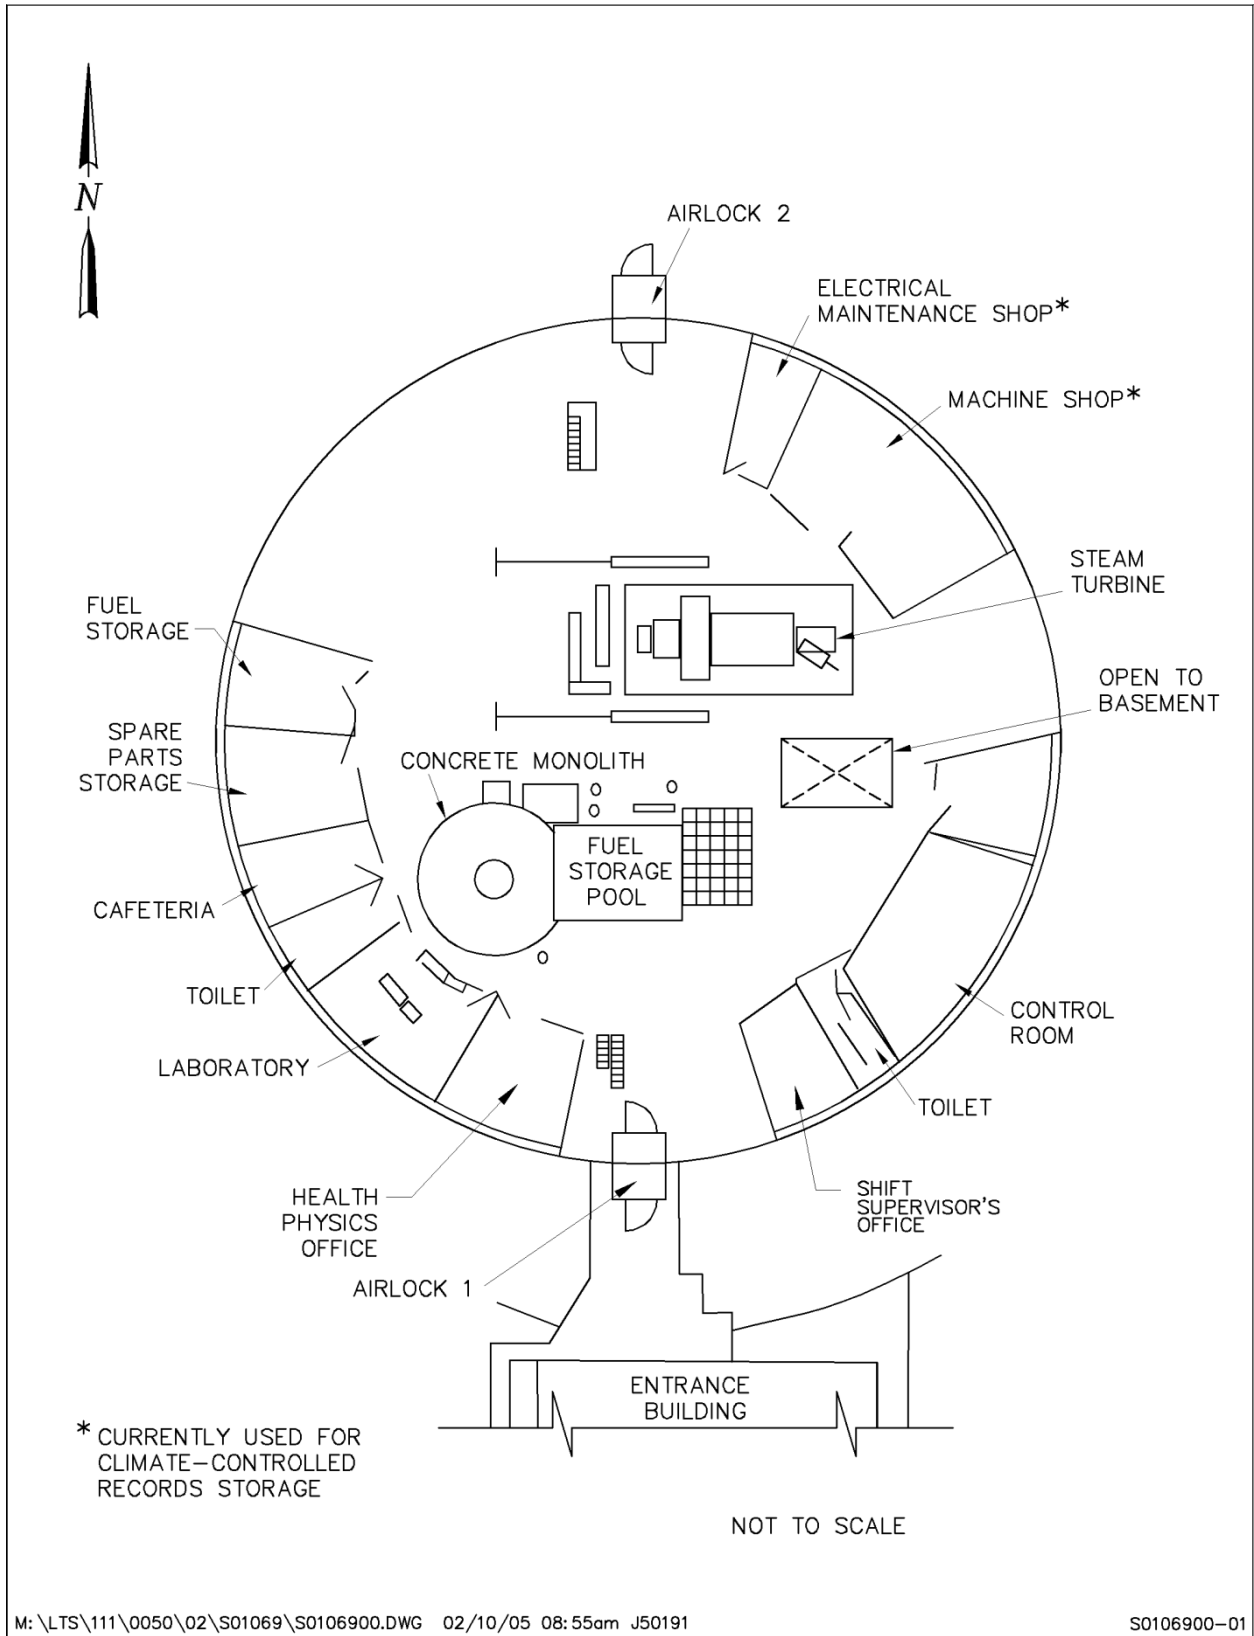 N
AIRLOCK 2
ELECTRICAL
MAINTENANCE SHOP*
MACHINE SHOP*
STEAM
TURBINE
FUEL
STORAGE
OPEN TO
BASEMENT
SPARE
PARTS
STORAGE
CONCRETE MONOLITH
FUEL
STORAGE
POOL
CAFETERIA
TOILET
CONTROL
ROOM
LABORATORY
TOILET
HEALTH
PHYSICS
OFFICE
SHIFT
SUPERVISOR'S
OFFICE
AIRLOCK 1
ENTRANCE
BUILDING
* CURRENTLY USED FOR
CLIMATE-CONTROLLED
RECORDS STORAGE
NOT TO SCALE
M:\LTS\111\0050\02\S01069\S0106900.DWG 02/10/05 08:55am J50191
S0106900-01